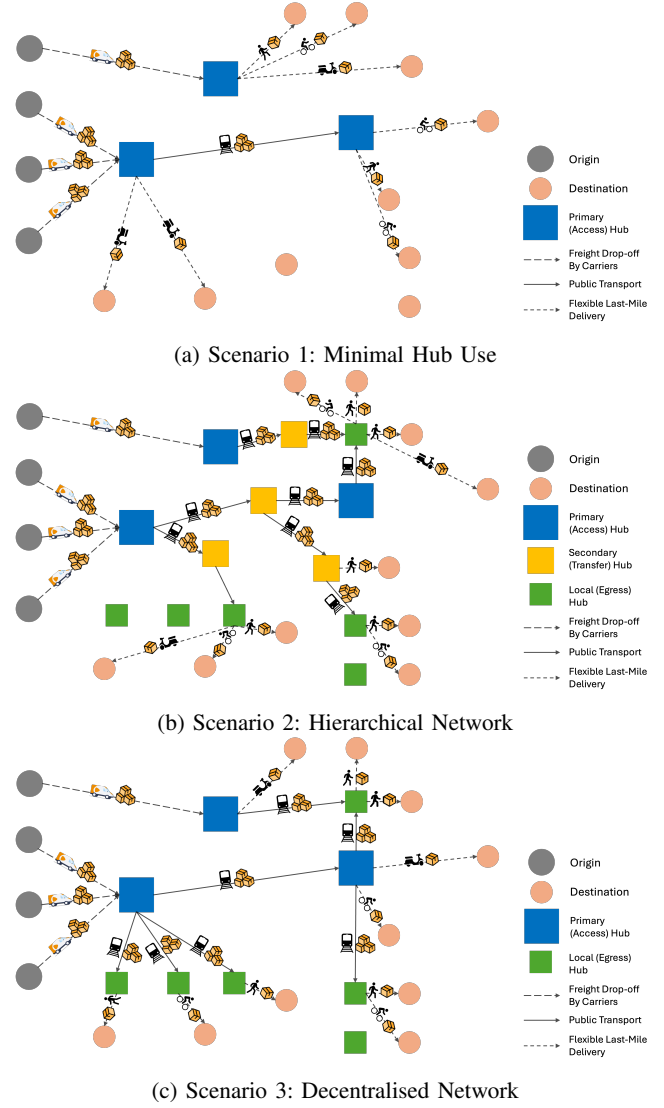 Origin
Destination
Primary
(Access) Hub
Freight Drop-off
By Carriers
Public Transport
Flexible Last-Mile
Delivery
(a) Scenario 1: Minimal Hub Use
Origin
Destination
Primary
(Access) Hub
Secondary
(Transfer) Hub
Local (Egress)
Hub
Freight Drop-off
By Carriers
Public Transport
Flexible Last-Mile
Delivery
(b) Scenario 2: Hierarchical Network
Origin
Destination
Primary
(Access) Hub
Local (Egress)
Hub
Freight Drop-off
By Carriers
Public Transport
Flexible Last-Mile
Delivery
(c) Scenario 3: Decentralised Network